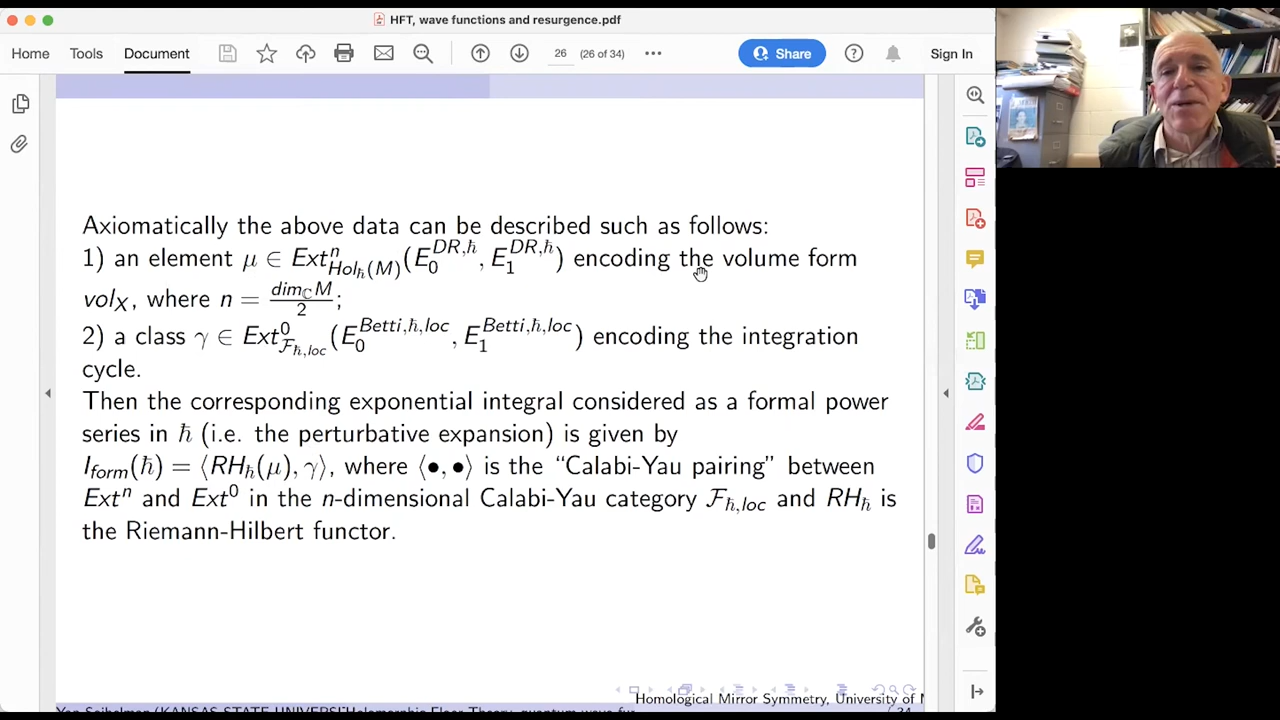 HFT, wave functions and resurgence.pdf
Home Tools Document 26 (26 of 34) Share Sign In
Axiomatically the above data can be described such as follows:
1) an element μ ∈ Ext^n_{Hol_ℏ(M)}(E_0^{DR,ℏ}, E_1^{DR,ℏ}) encoding the volume form
vol_X, where n = dim_ℂ M / 2;
2) a class γ ∈ Ext^0_{ℱ_{ℏ,loc}}(E_0^{Betti,ℏ,loc}, E_1^{Betti,ℏ,loc}) encoding the integration
cycle.
Then the corresponding exponential integral considered as a formal power
series in ℏ (i.e. the perturbative expansion) is given by
I_{form}(ℏ) = ⟨RH_ℏ(μ), γ⟩, where ⟨•, •⟩ is the “Calabi-Yau pairing” between
Ext^n and Ext^0 in the n-dimensional Calabi-Yau category ℱ_{ℏ,loc} and RH_ℏ is
the Riemann-Hilbert functor.
Homological Mirror Symmetry, University of